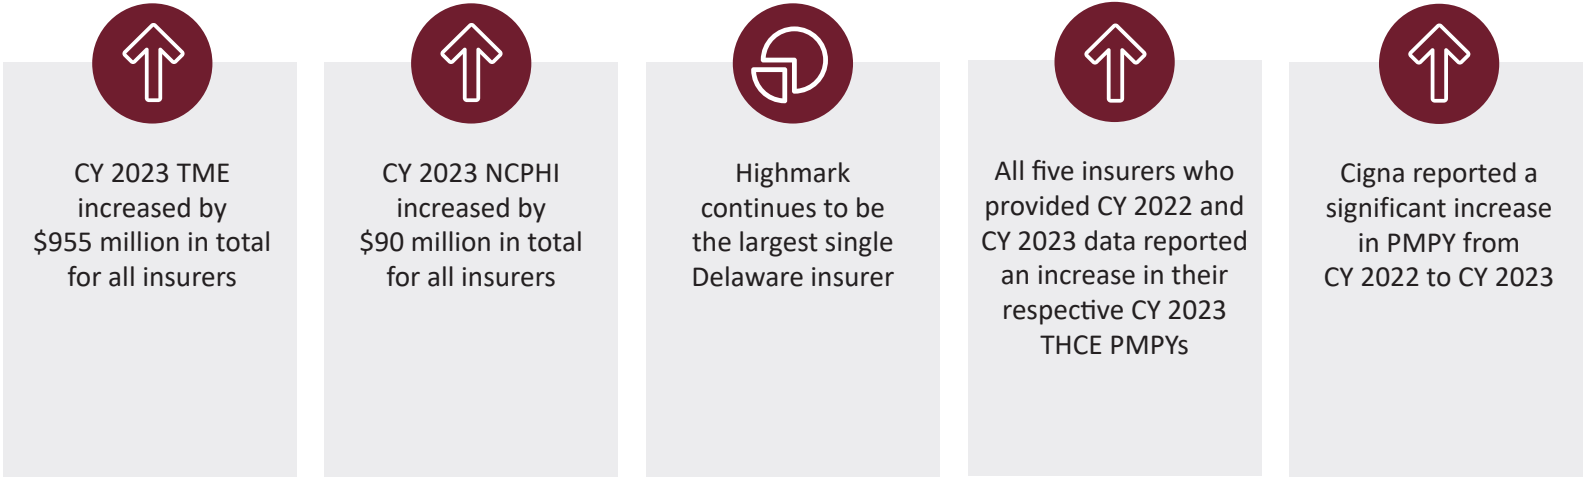 CY 2023 TME
increased by
$955 million in total
for all insurers
CY 2023 NCPHI
increased by
$90 million in total
for all insurers
Highmark
continues to be
the largest single
Delaware insurer
All five insurers who
provided CY 2022 and
CY 2023 data reported
an increase in their
respective CY 2023
THCE PMPYs
Cigna reported a
significant increase
in PMPY from
CY 2022 to CY 2023